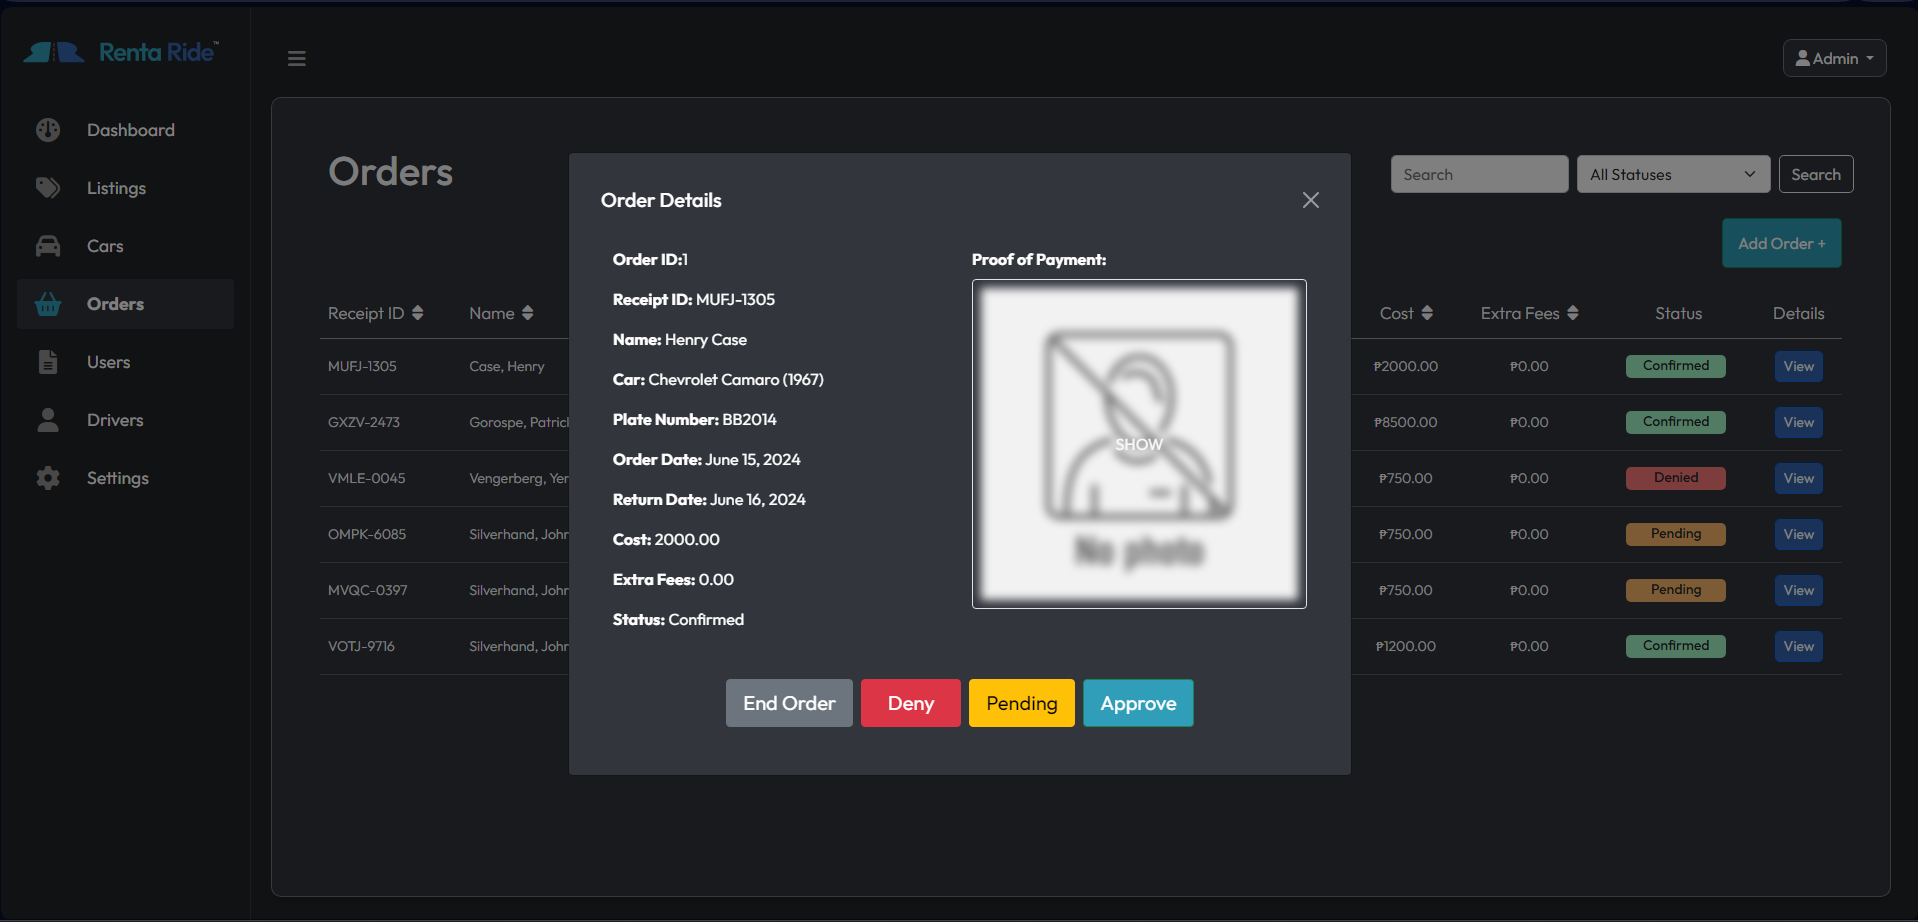 Renta Ride™
Admin
Dashboard
Listings
Cars
Orders
Users
Drivers
Settings
Orders
Search
All Statuses
Search
Add Order +
Receipt ID Name Cost Extra Fees Status Details
MUFJ-1305 Case, Henry ₱2000.00 ₱0.00 Confirmed View
GXZV-2473 Gorospe, Patric ₱8500.00 ₱0.00 Confirmed View
VMLE-0045 Vengerberg, Yer ₱750.00 ₱0.00 Denied View
OMPK-6085 Silverhand, Johr ₱750.00 ₱0.00 Pending View
MVQC-0397 Silverhand, Johr ₱750.00 ₱0.00 Pending View
VOTJ-9716 Silverhand, Johr ₱1200.00 ₱0.00 Confirmed View
Order Details
Order ID:1
Receipt ID: MUFJ-1305
Name: Henry Case
Car: Chevrolet Camaro (1967)
Plate Number: BB2014
Order Date: June 15, 2024
Return Date: June 16, 2024
Cost: 2000.00
Extra Fees: 0.00
Status: Confirmed
Proof of Payment:
SHOW
No photo
End Order
Deny
Pending
Approve